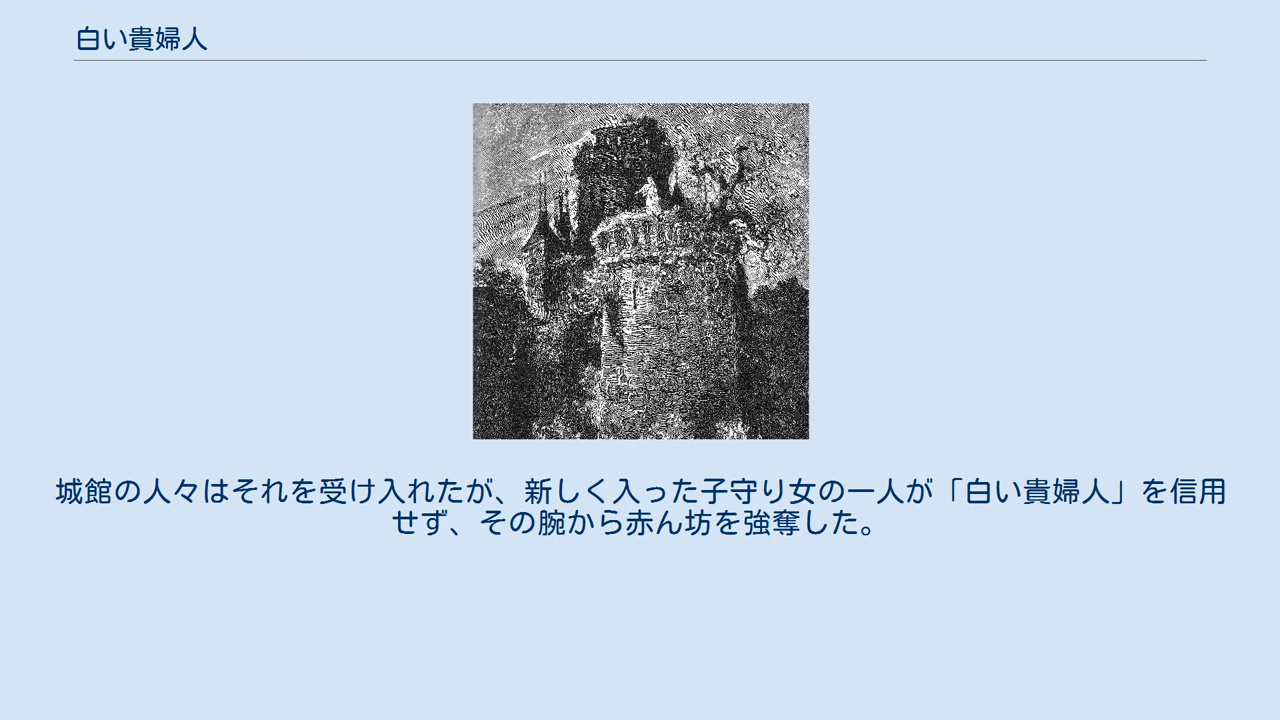 白い貴婦人
城館の人々はそれを受け入れたが、新しく入った子守り女の一人が「白い貴婦人」を信用
せず、その腕から赤ん坊を強奪した。